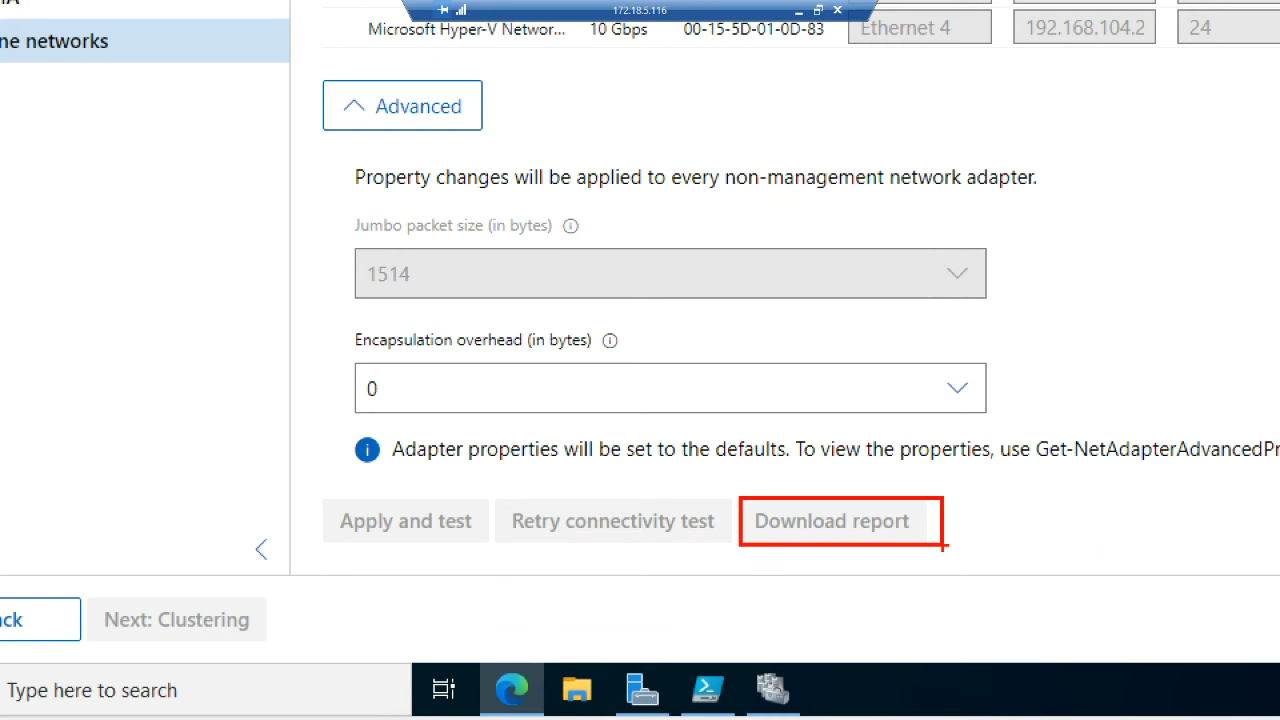 172.18.5.116
ne networks
Microsoft Hyper-V Networ... 10 Gbps 00-15-5D-01-0D-83 Ethernet 4 192.168.104.2 24
Advanced
Property changes will be applied to every non-management network adapter.
Jumbo packet size (in bytes)
1514
Encapsulation overhead (in bytes)
0
Adapter properties will be set to the defaults. To view the properties, use Get-NetAdapterAdvancedPr
Apply and test Retry connectivity test Download report
ack Next: Clustering
Type here to search